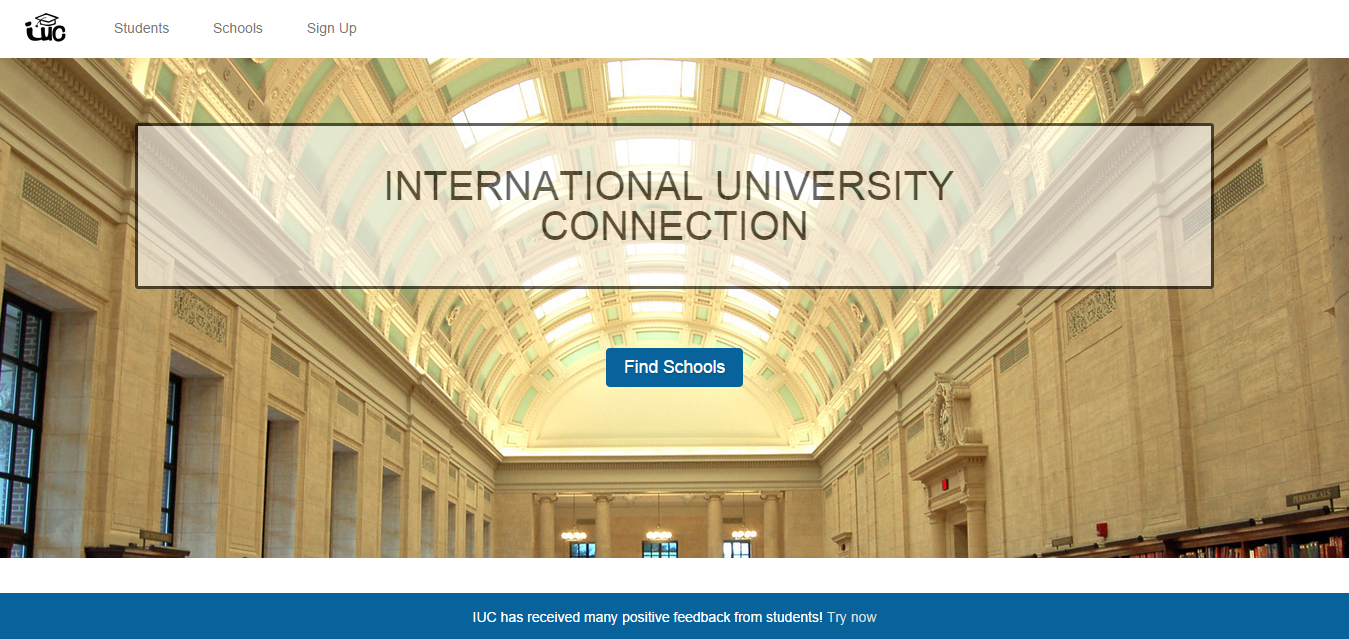 iuc
Students
Schools
Sign Up
INTERNATIONAL UNIVERSITY
CONNECTION
Find Schools
PERIODICALS
IUC has received many positive feedback from students! Try now